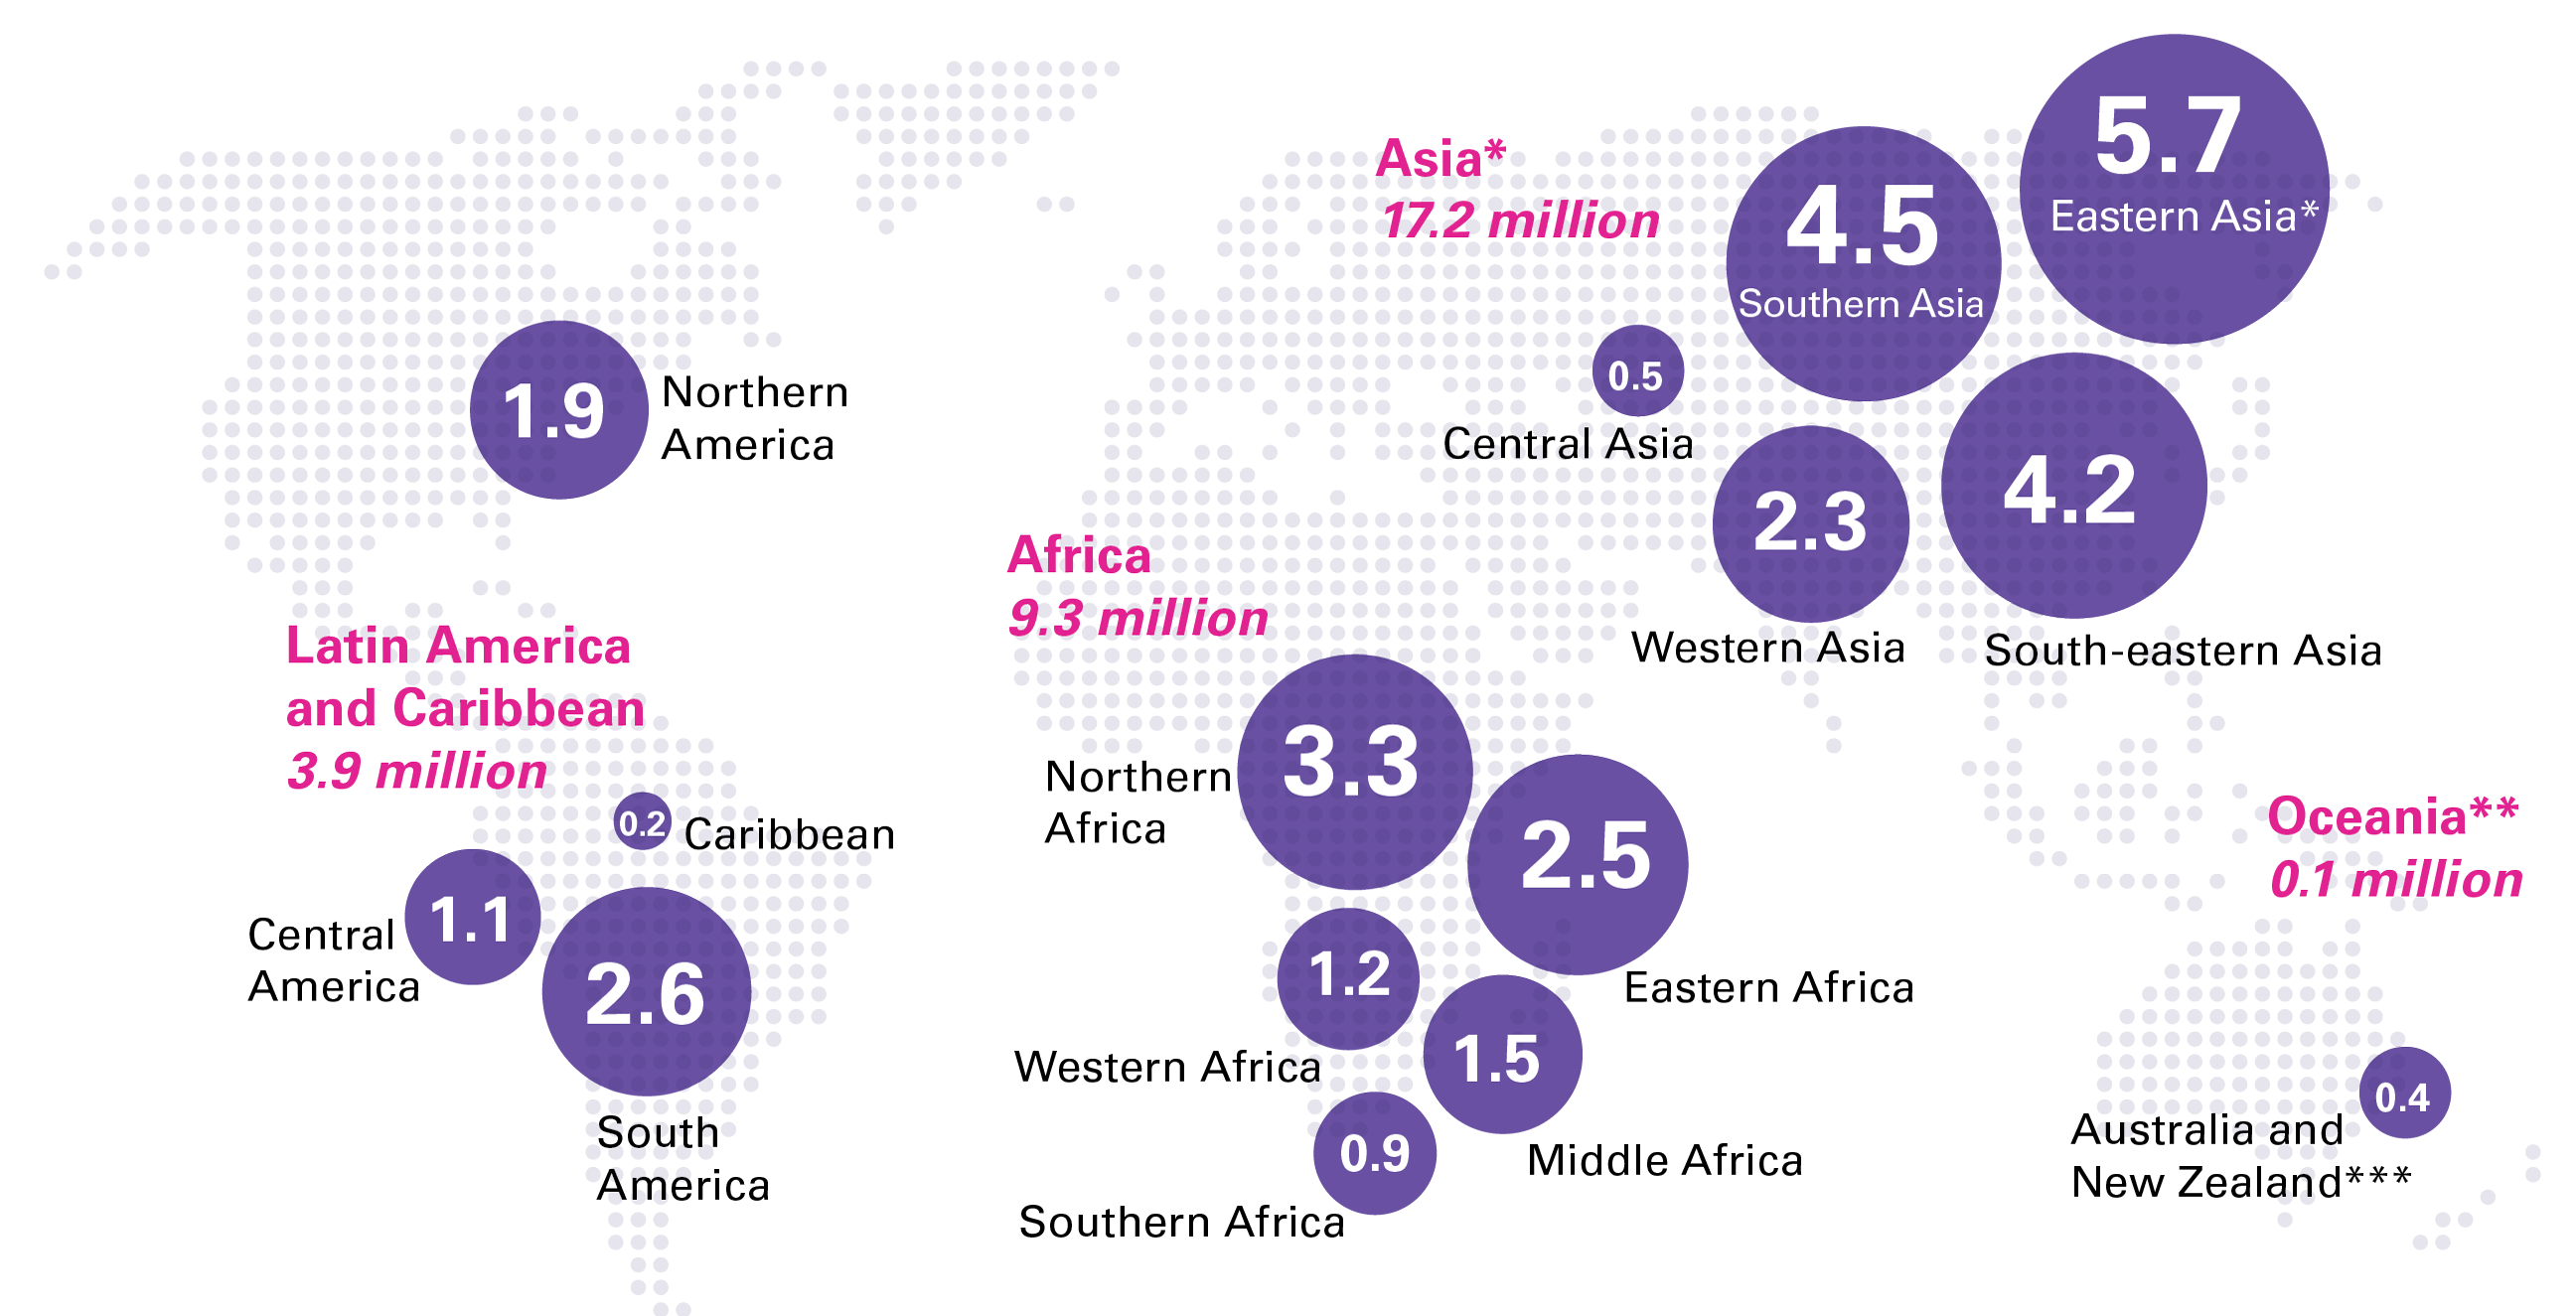 Asia*
17.2 million
5.7
Eastern Asia*
4.5
Southern Asia
0.5
Central Asia
2.3
Western Asia
4.2
South-eastern Asia
1.9
Northern
America
Africa
9.3 million
3.3
Northern
Africa
2.5
Eastern Africa
1.2
Western Africa
1.5
Middle Africa
0.9
Southern Africa
Latin America
and Caribbean
3.9 million
0.2
Caribbean
1.1
Central
America
2.6
South
America
Oceania**
0.1 million
0.4
Australia and
New Zealand***